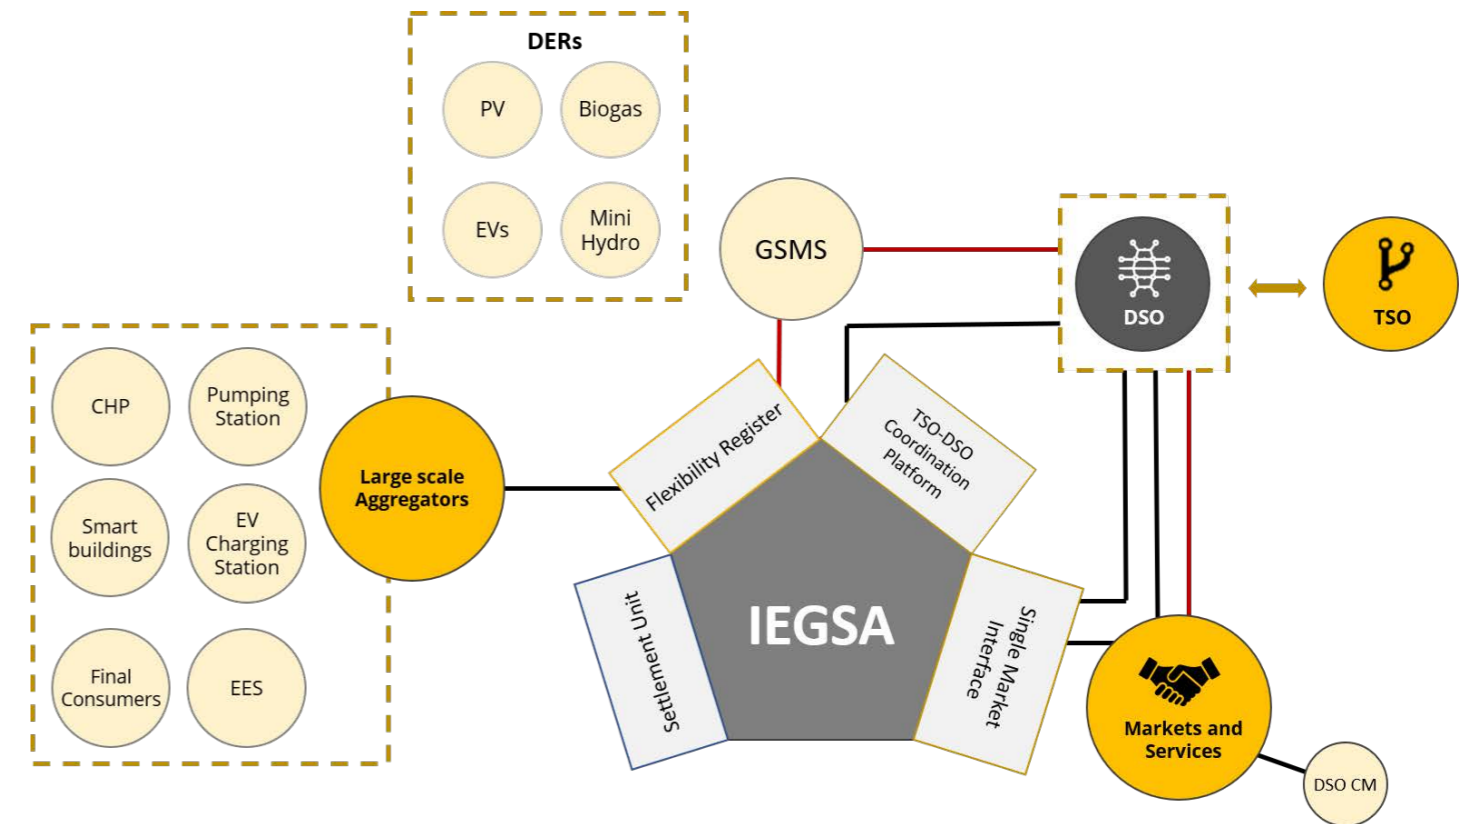 DERs
PV
Biogas
EVs
Mini
Hydro
GSMS
DSO
TSO
CHP
Pumping
Station
Smart
buildings
EV
Charging
Station
Final
Consumers
EES
Large scale
Aggregators
Flexibility Register
TSO-DSO
Coordination
Platform
Settlement Unit
IEGSA
Single Market
Interface
Markets and
Services
DSO CM